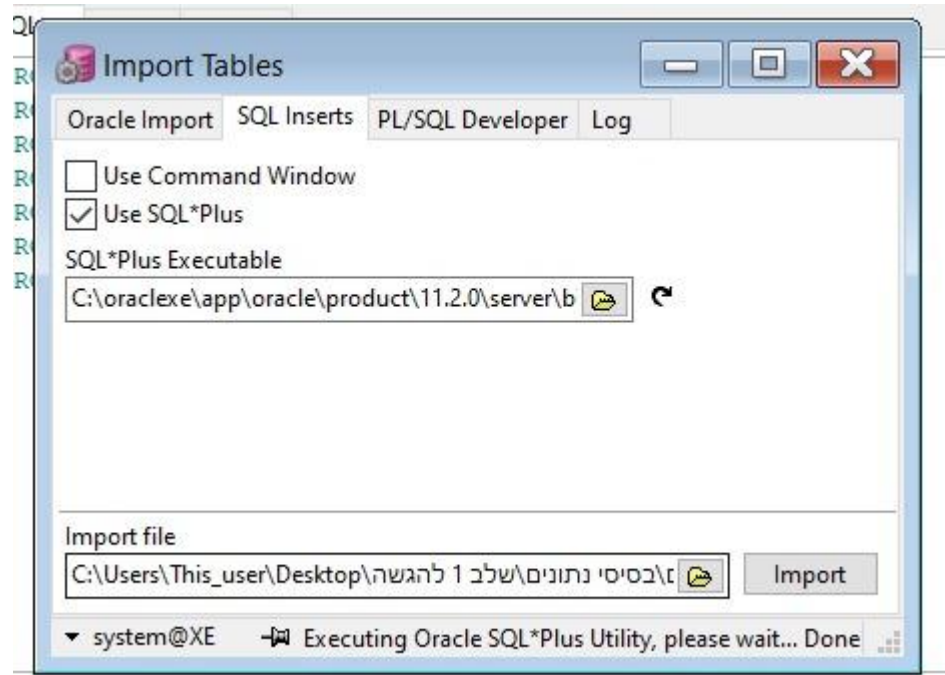 QL
Import Tables
Oracle Import SQL Inserts PL/SQL Developer Log
Use Command Window
Use SQL*Plus
SQL*Plus Executable
C:\oraclexe\app\oracle\product\11.2.0\server\b
Import file
C:\Users\This_user\Desktop\בסיסי נתונים\שלב 1 להגשה\
Import
system@XE Executing Oracle SQL*Plus Utility, please wait... Done